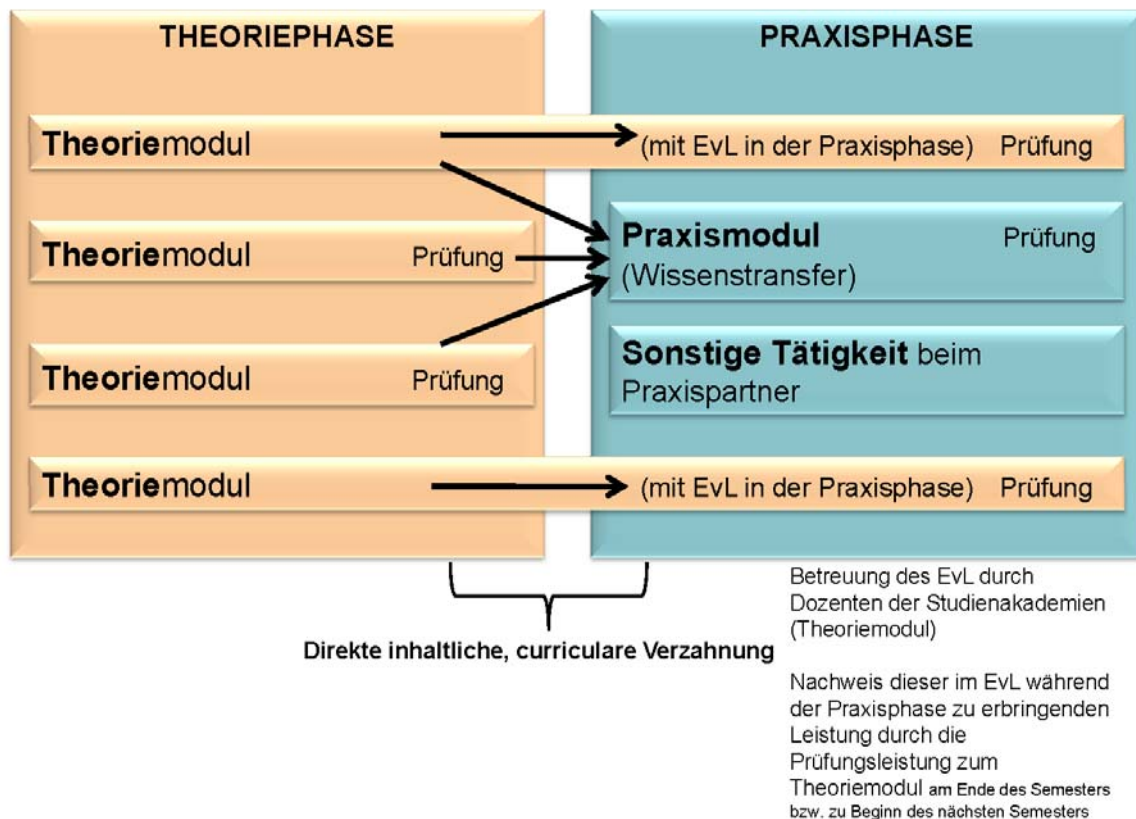 THEORIEPHASE
PRAXISPHASE
Theoriemodul
(mit EvL in der Praxisphase) Prüfung
Theoriemodul Prüfung
Praxismodul Prüfung
(Wissenstransfer)
Theoriemodul Prüfung
Sonstige Tätigkeit beim
Praxispartner
Theoriemodul
(mit EvL in der Praxisphase) Prüfung
Direkte inhaltliche, curriculare Verzahnung
Betreuung des EvL durch
Dozenten der Studienakademien
(Theoriemodul)
Nachweis dieser im EvL während
der Praxisphase zu erbringenden
Leistung durch die
Prüfungsleistung zum
Theoriemodul am Ende des Semesters
bzw. zu Beginn des nächsten Semesters